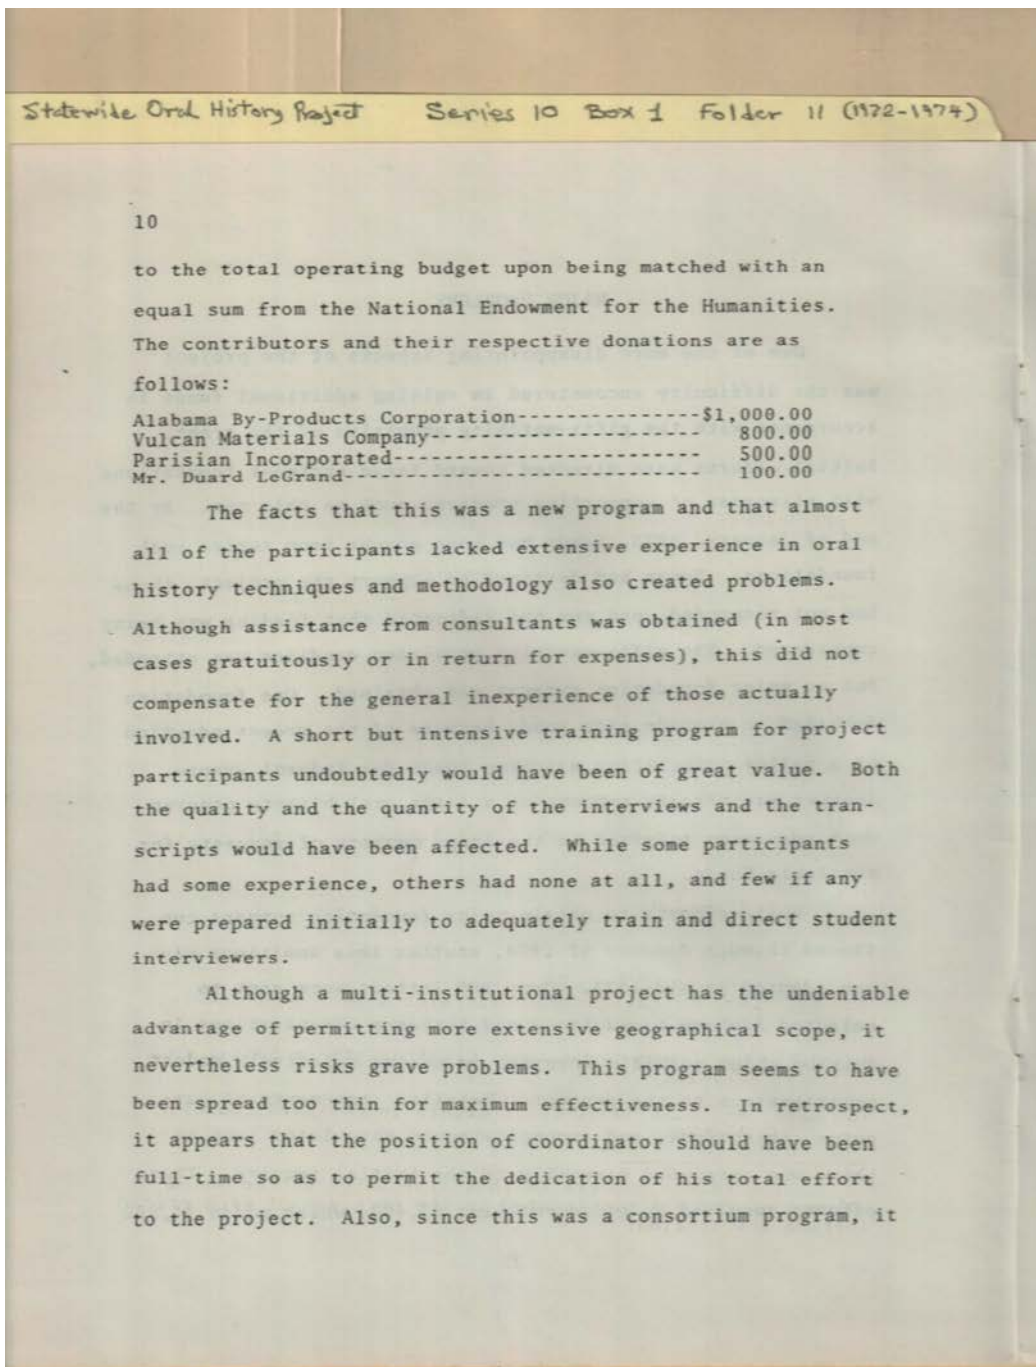 Statewide Oral History Project Series 10 Box 1 Folder 11 (1972-1974)
10
to the total operating budget upon being matched with an
equal sum from the National Endowment for the Humanities.
The contributors and their respective donations are as
follows:
Alabama By-Products Corporation---------------$1,000.00
Vulcan Materials Company---------------------- 800.00
Parisian Incorporated------------------------- 500.00
Mr. Duard LeGrand----------------------------- 100.00
The facts that this was a new program and that almost
all of the participants lacked extensive experience in oral
history techniques and methodology also created problems.
Although assistance from consultants was obtained (in most
cases gratuitously or in return for expenses), this did not
compensate for the general inexperience of those actually
involved. A short but intensive training program for project
participants undoubtedly would have been of great value. Both
the quality and the quantity of the interviews and the tran-
scripts would have been affected. While some participants
had some experience, others had none at all, and few if any
were prepared initially to adequately train and direct student
interviewers.
Although a multi-institutional project has the undeniable
advantage of permitting more extensive geographical scope, it
nevertheless risks grave problems. This program seems to have
been spread too thin for maximum effectiveness. In retrospect,
it appears that the position of coordinator should have been
full-time so as to permit the dedication of his total effort
to the project. Also, since this was a consortium program, it